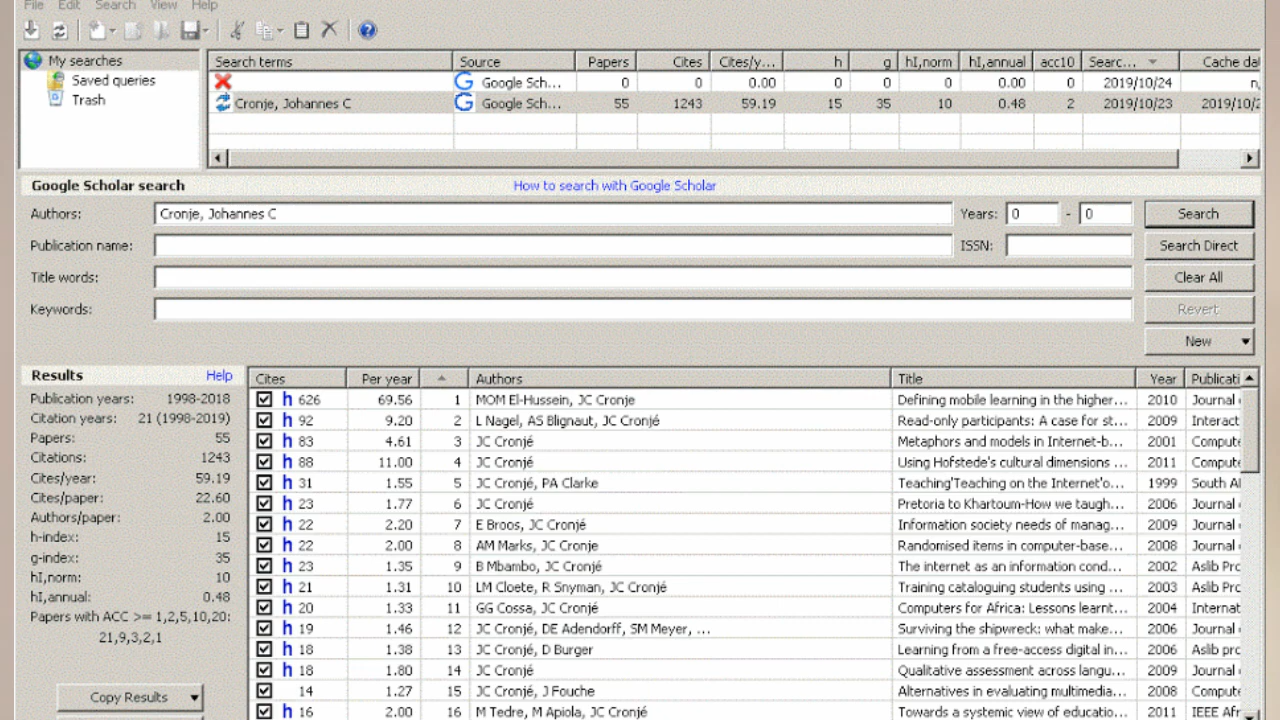 File Edit Search View Help
My searches
Saved queries
Trash
Search terms Source Papers Cites Cites/y... h g hI,norm hI,annual acc10 Searc... Cache dat
Google Sch... 0 0 0.00 0 0 0 0.00 0 2019/10/24 n,
Cronje, Johannes C Google Sch... 55 1243 59.19 15 35 10 0.48 2 2019/10/23 2019/10/2
Google Scholar search How to search with Google Scholar
Authors: Cronje, Johannes C Years: 0 - 0 Search
Publication name: ISSN: Search Direct
Title words: Clear All
Keywords: Revert
New
Results Help
Publication years: 1998-2018
Citation years: 21 (1998-2019)
Papers: 55
Citations: 1243
Cites/year: 59.19
Cites/paper: 22.60
Authors/paper: 2.00
h-index: 15
g-index: 35
hI,norm: 10
hI,annual: 0.48
Papers with ACC >= 1,2,5,10,20:
21,9,3,2,1
Copy Results
Cites Per year Authors Title Year Publicati
h 626 69.56 1 MOM El-Hussein, JC Cronje Defining mobile learning in the higher... 2010 Journal
h 92 9.20 2 L Nagel, AS Blignaut, JC Cronjé Read-only participants: A case for st... 2009 Interact
h 83 4.61 3 JC Cronjé Metaphors and models in Internet-b... 2001 Compute
h 88 11.00 4 JC Cronjé Using Hofstede's cultural dimensions ... 2011 Compute
h 31 1.55 5 JC Cronjé, PA Clarke Teaching'Teaching on the Internet'o... 1999 South Af
h 23 1.77 6 JC Cronjé Pretoria to Khartoum-How we taugh... 2006 Journal
h 22 2.20 7 E Broos, JC Cronjé Information society needs of manag... 2009 Journal
h 22 2.00 8 AM Marks, JC Cronje Randomised items in computer-base... 2008 Journal
h 23 1.35 9 B Mbambo, JC Cronje The internet as an information cond... 2002 Aslib Prc
h 21 1.31 10 LM Cloete, R Snyman, JC Cronjé Training cataloguing students using ... 2003 Aslib Prc
h 20 1.33 11 GG Cossa, JC Cronjé Computers for Africa: Lessons learnt... 2004 Internat
h 19 1.46 12 JC Cronjé, DE Adendorff, SM Meyer, ... Surviving the shipwreck: what make... 2006 Journal
h 18 1.38 13 JC Cronjé, D Burger Learning from a free-access digital in... 2006 Aslib prc
h 18 1.80 14 JC Cronjé Qualitative assessment across langu... 2009 Journal
14 1.27 15 JC Cronjé, J Fouche Alternatives in evaluating multimedia... 2008 Compute
h 16 2.00 16 M Tedre, M Apiola, JC Cronjé Towards a systemic view of educatio... 2011 IEEE Afr